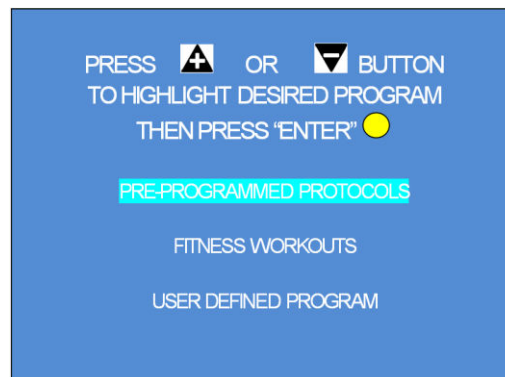 PRESS + OR - BUTTON
TO HIGHLIGHT DESIRED PROGRAM
THEN PRESS "ENTER"
PRE-PROGRAMMED PROTOCOLS
FITNESS WORKOUTS
USER DEFINED PROGRAM